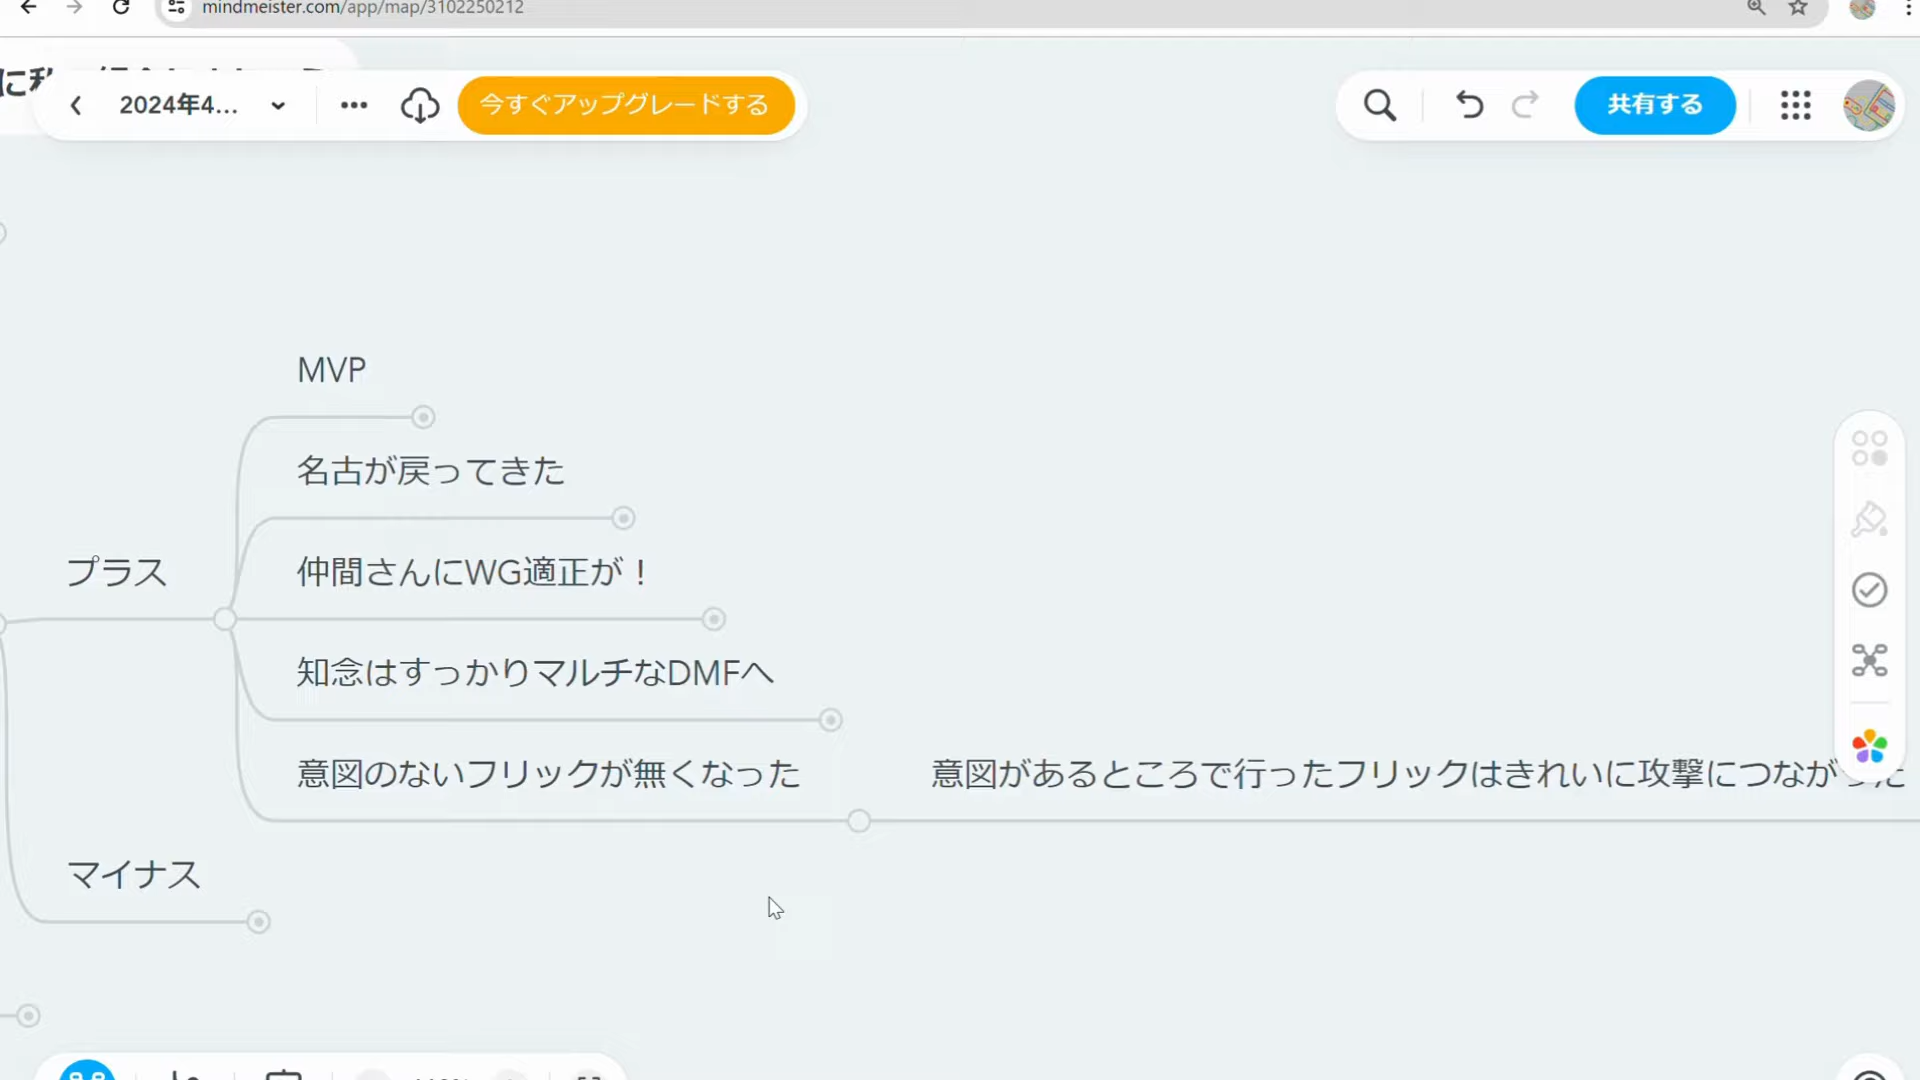 mindmeister.com/app/map/3102250212
2024年4...
今すぐアップグレードする
共有する
MVP
名古が戻ってきた
仲間さんにWG適正が！
プラス
知念はすっかりマルチなDMFへ
意図のないフリックが無くなった
意図があるところで行ったフリックはきれいに攻撃につながった
マイナス